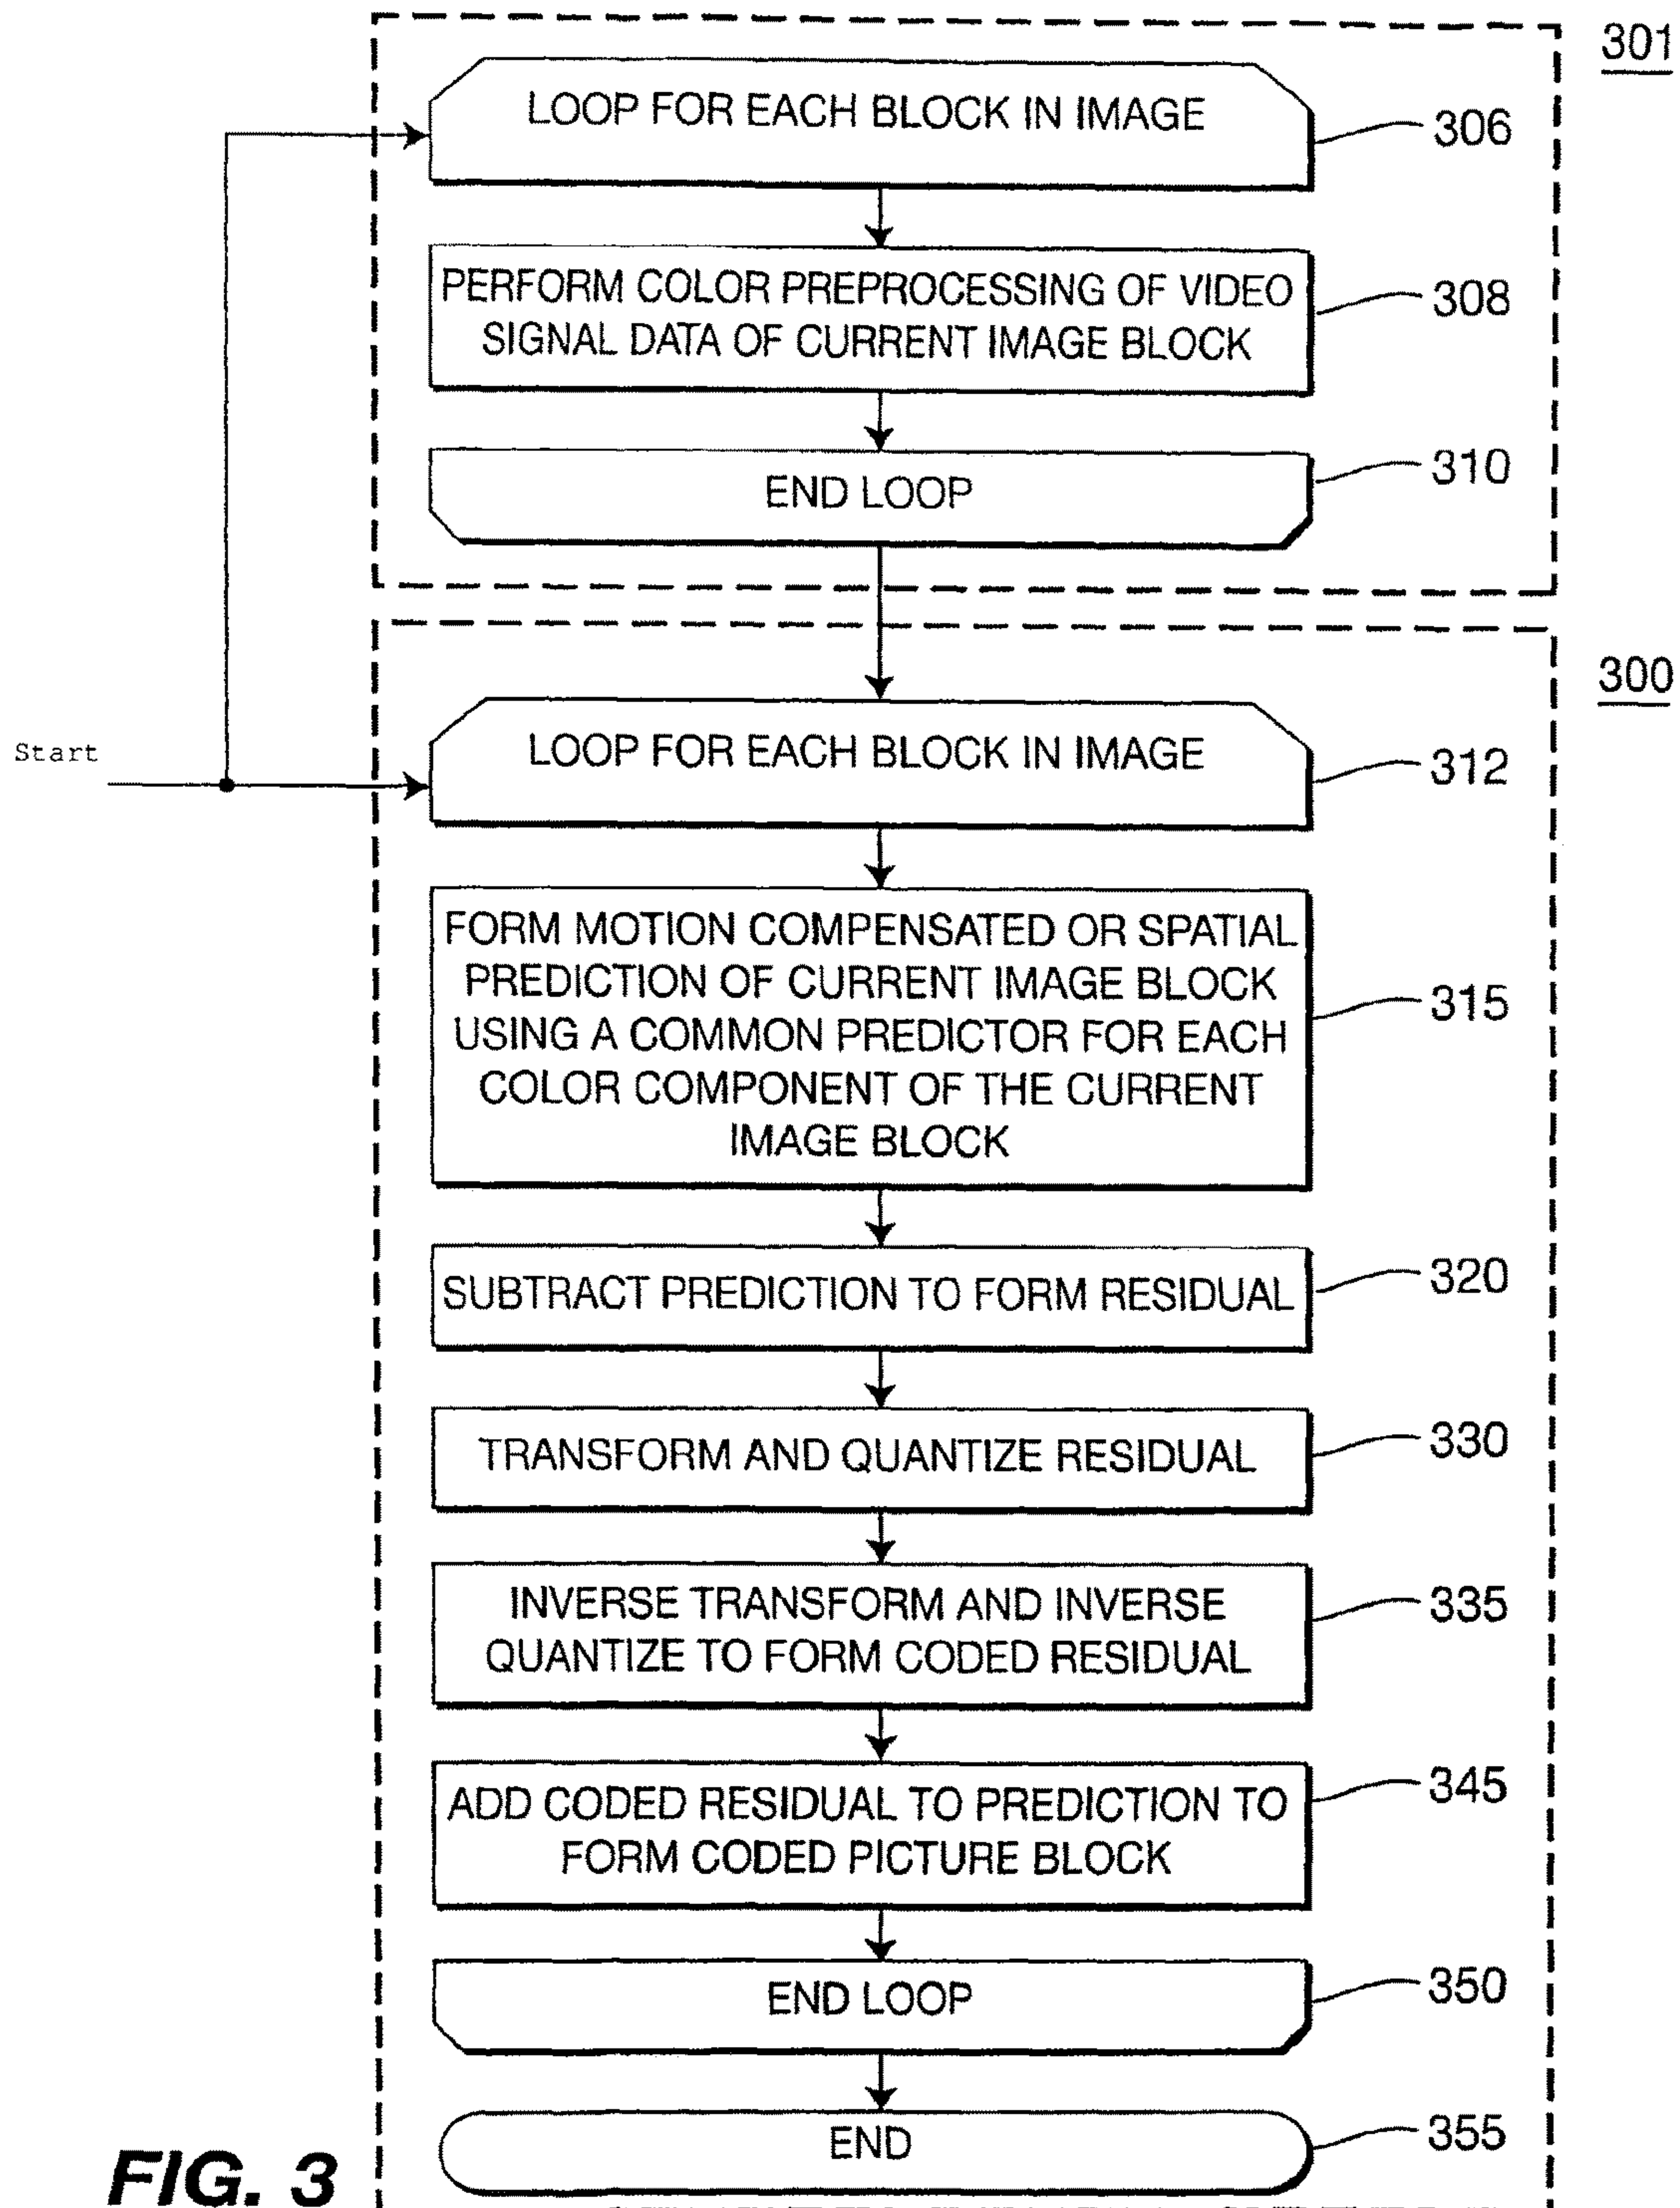 301
LOOP FOR EACH BLOCK IN IMAGE
306
PERFORM COLOR PREPROCESSING OF VIDEO
SIGNAL DATA OF CURRENT IMAGE BLOCK
308
END LOOP
310
300
Start
LOOP FOR EACH BLOCK IN IMAGE
312
FORM MOTION COMPENSATED OR SPATIAL
PREDICTION OF CURRENT IMAGE BLOCK
USING A COMMON PREDICTOR FOR EACH
COLOR COMPONENT OF THE CURRENT
IMAGE BLOCK
315
SUBTRACT PREDICTION TO FORM RESIDUAL
320
TRANSFORM AND QUANTIZE RESIDUAL
330
INVERSE TRANSFORM AND INVERSE
QUANTIZE TO FORM CODED RESIDUAL
335
ADD CODED RESIDUAL TO PREDICTION TO
FORM CODED PICTURE BLOCK
345
END LOOP
350
END
355
FIG. 3